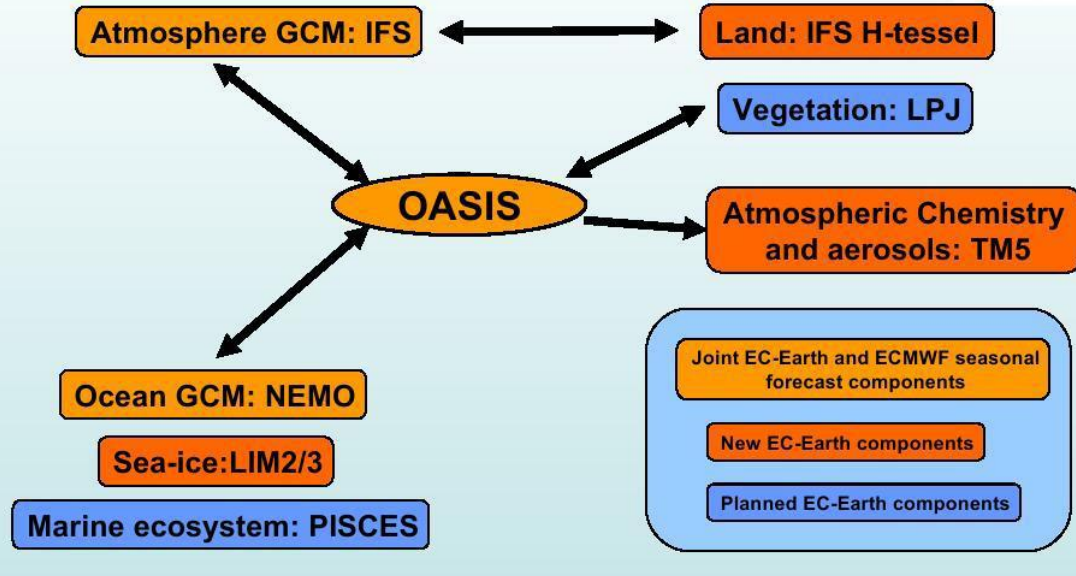 Atmosphere GCM: IFS
Land: IFS H-tessel
Vegetation: LPJ
OASIS
Atmospheric Chemistry
and aerosols: TM5
Joint EC-Earth and ECMWF seasonal
forecast components
Ocean GCM: NEMO
New EC-Earth components
Sea-ice:LIM2/3
Planned EC-Earth components
Marine ecosystem: PISCES